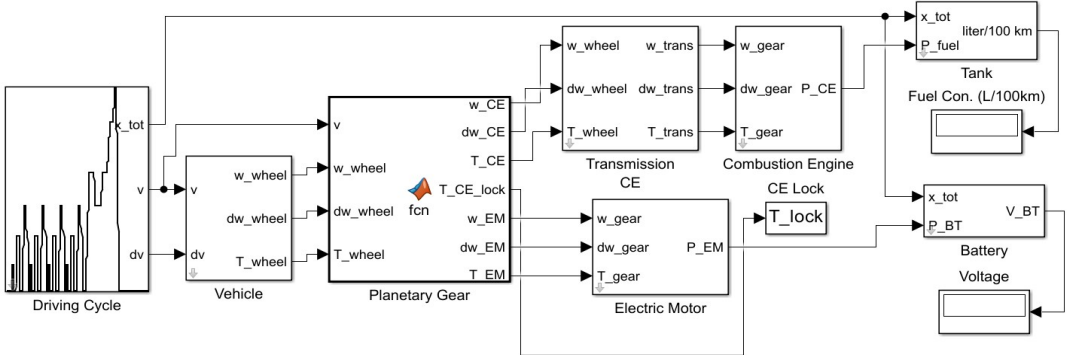 x_tot
v
dv
Driving Cycle
v
dv
w_wheel
dw_wheel
T_wheel
Vehicle
v
w_wheel
dw_wheel
T_wheel
fcn
w_CE
dw_CE
T_CE
T_CE_lock
w_EM
dw_EM
T_EM
Planetary Gear
w_wheel
dw_wheel
T_wheel
w_trans
dw_trans
T_trans
Transmission
CE
w_gear
dw_gear
T_gear
P_CE
Combustion Engine
w_gear
dw_gear
T_gear
P_EM
Electric Motor
CE Lock
T_lock
x_tot
P_fuel
liter/100 km
Tank
Fuel Con. (L/100km)
x_tot
P_BT
V_BT
Battery
Voltage